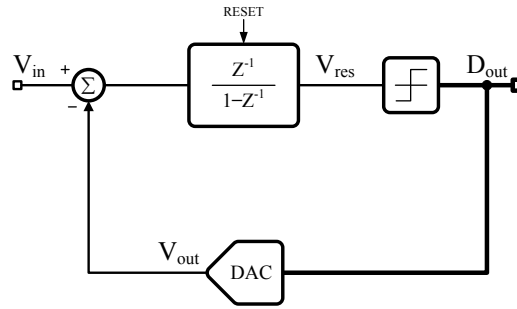 RESET
V_in
+
Σ
−
Z^-1
1−Z^-1
V_res
D_out
V_out
DAC